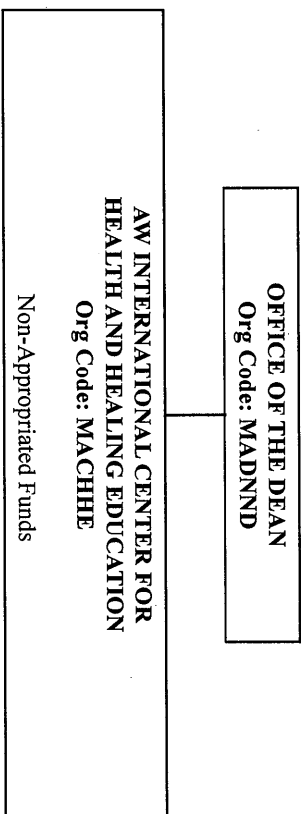 OFFICE OF THE DEAN
Org Code: MADNND
AW INTERNATIONAL CENTER FOR
HEALTH AND HEALING EDUCATION
Org Code: MACHHE
Non-Appropriated Funds